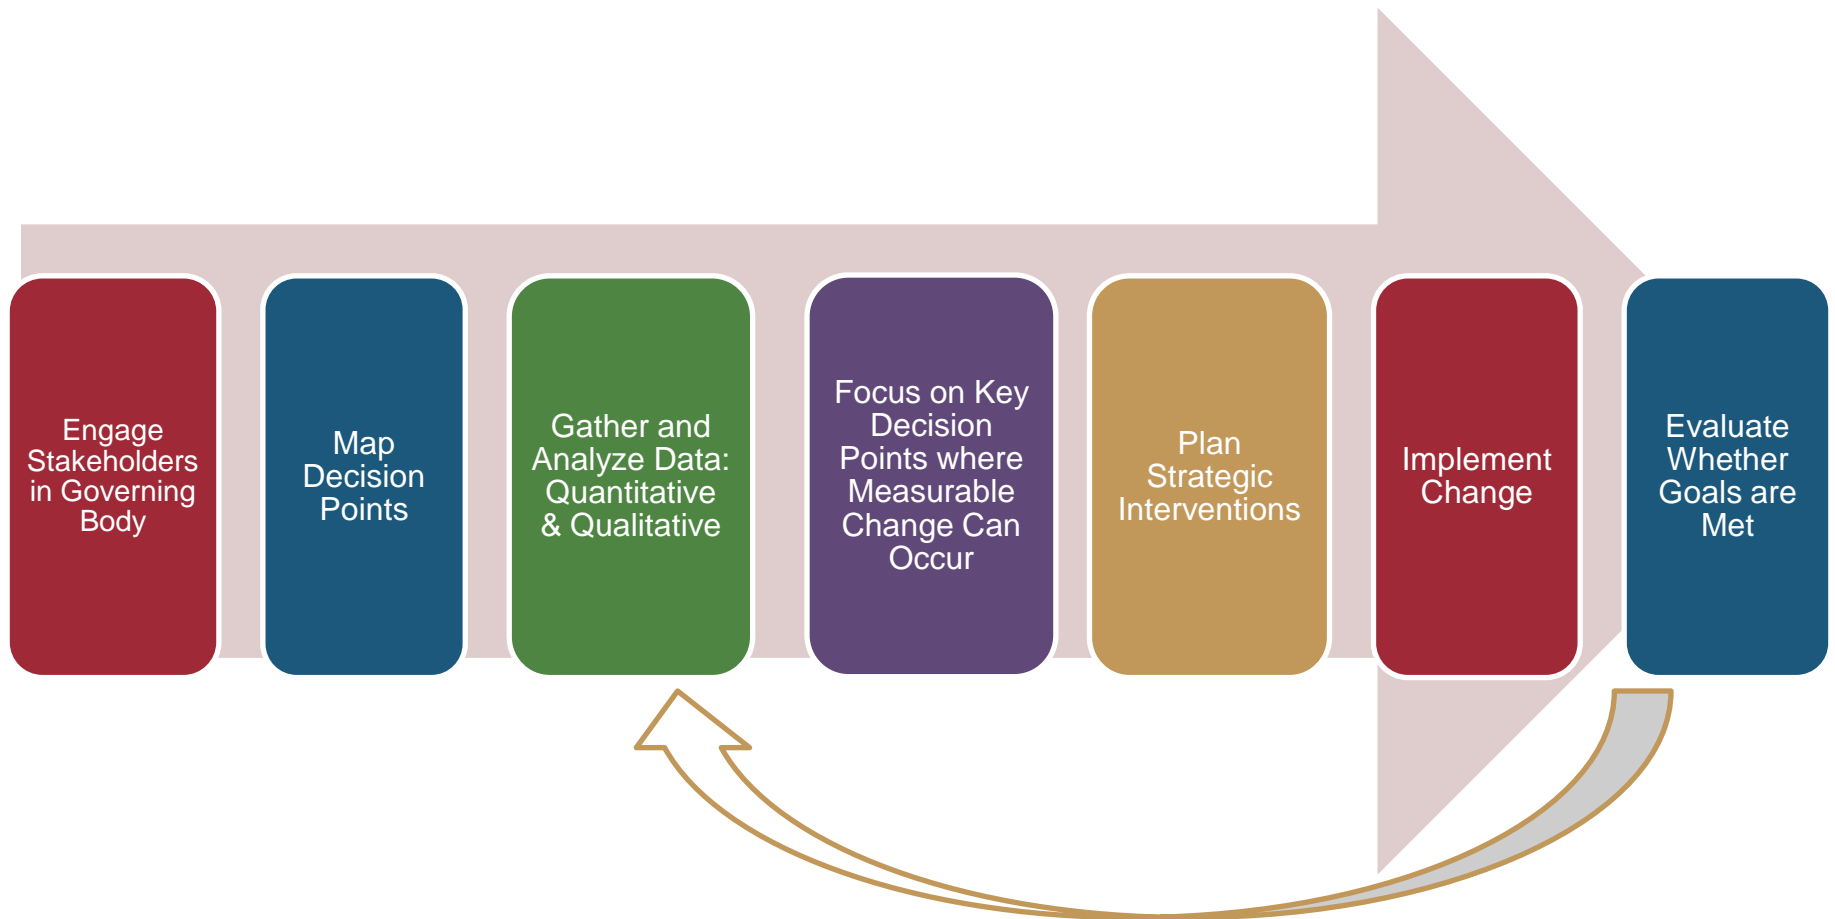 Engage
Stakeholders
in Governing
Body
Map
Decision
Points
Gather and
Analyze Data:
Quantitative
& Qualitative
Focus on Key
Decision
Points where
Measurable
Change Can
Occur
Plan
Strategic
Interventions
Implement
Change
Evaluate
Whether
Goals are
Met